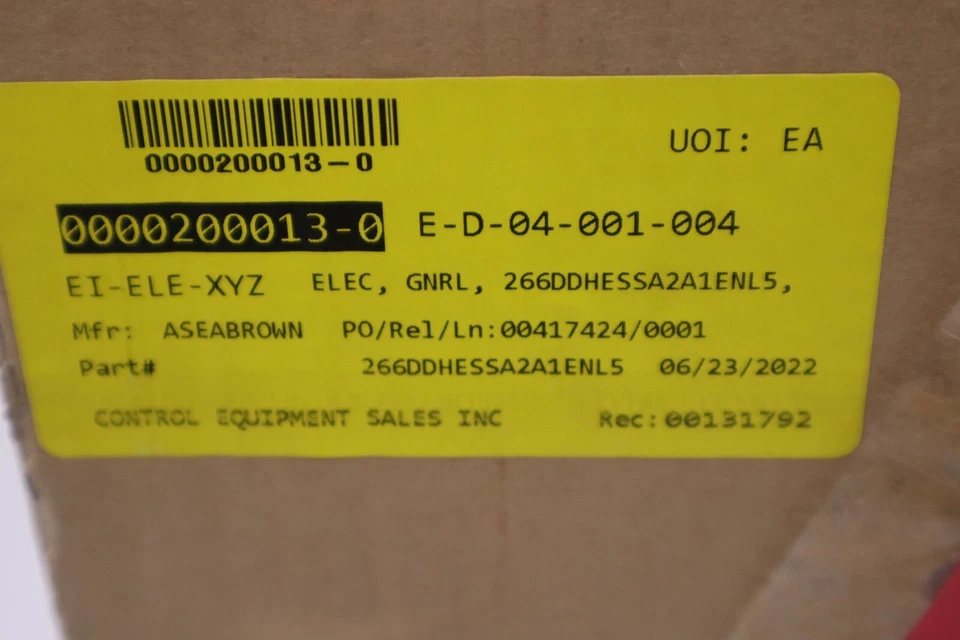 0000200013-0
UOI: EA
0000200013-0 E-D-04-001-004
EI-ELE-XYZ ELEC, GNRL, 266DDHESSA2A1ENL5,
Mfr: ASEABROWN PO/Rel/Ln:00417424/0001
Part# 266DDHESSA2A1ENL5 06/23/2022
CONTROL EQUIPMENT SALES INC Rec:00131792